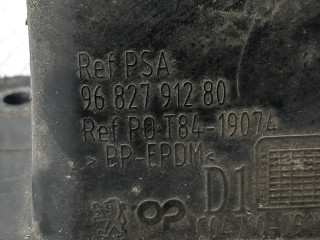 Ref PSA:
96 827 912 80
Ref PO:T84-19074
>PP-EPDM<
D1